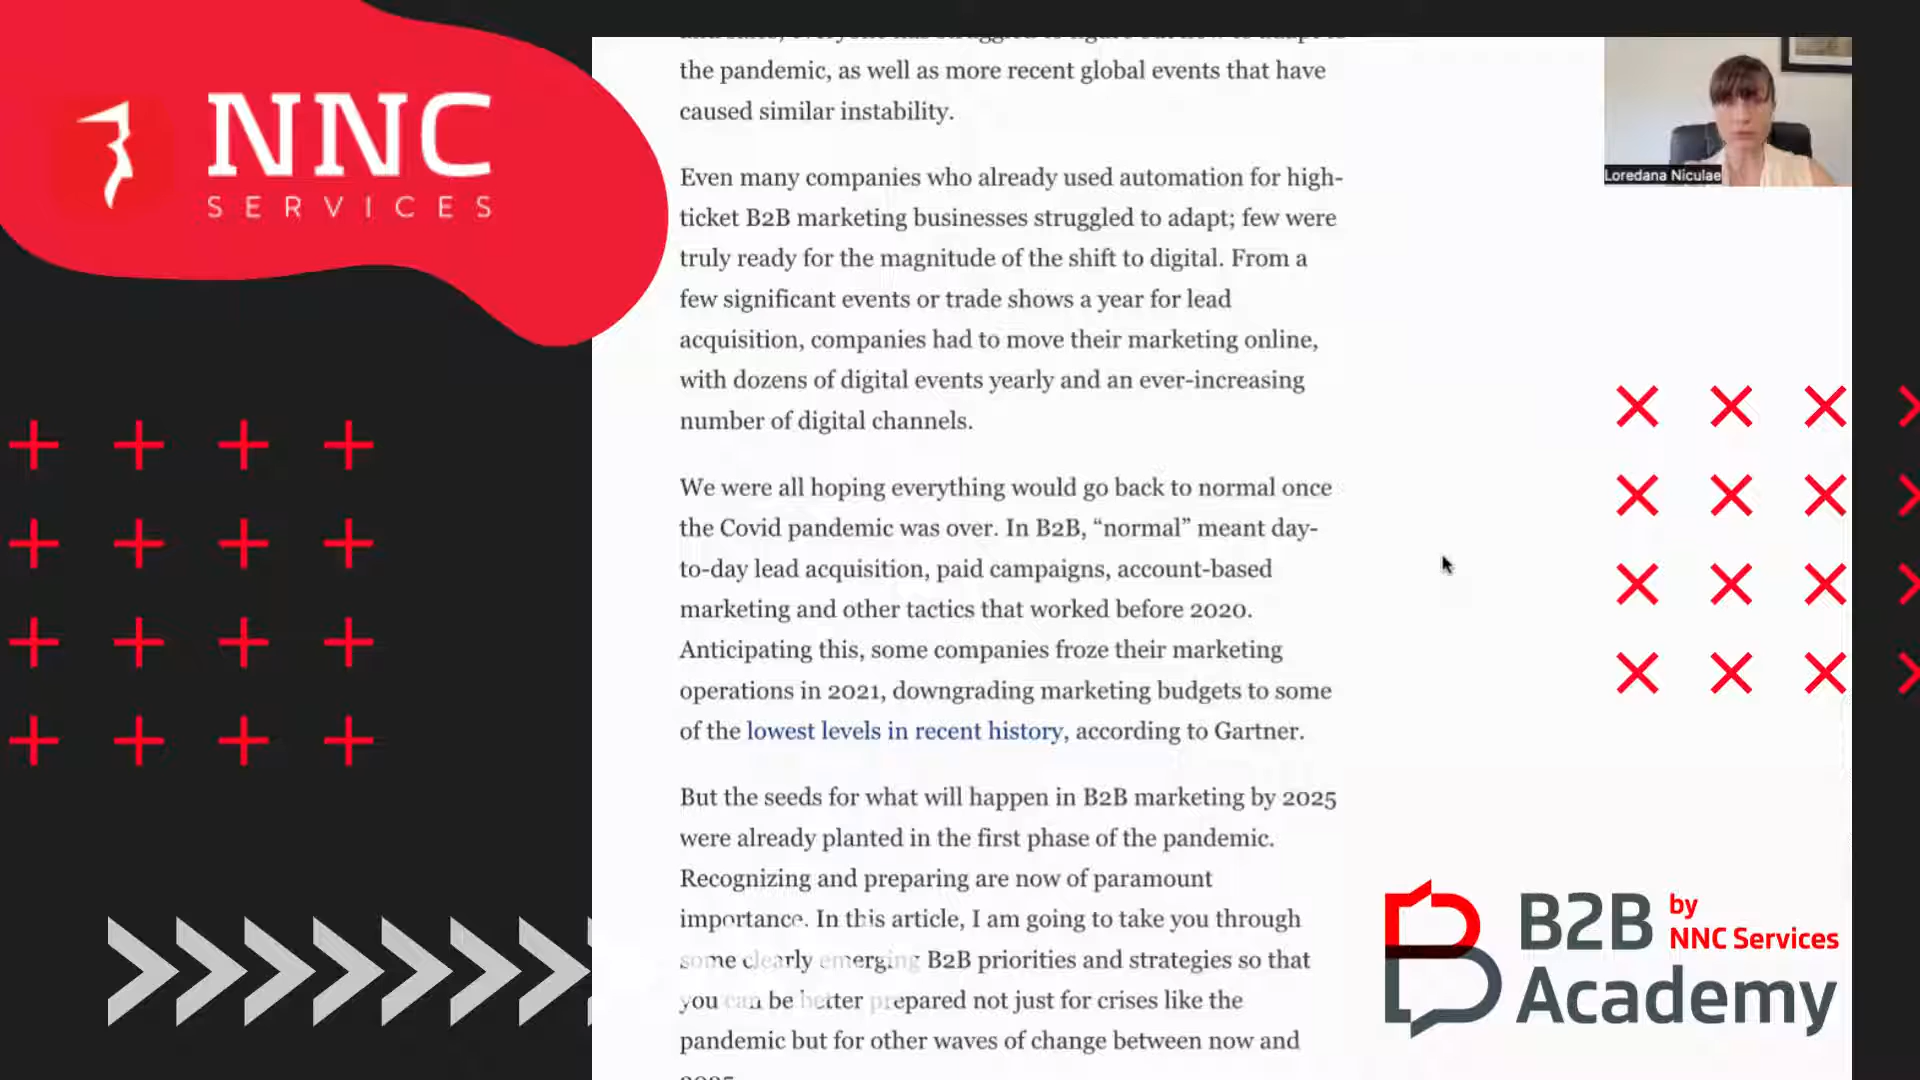 NNC
SERVICES
the pandemic, as well as more recent global events that have
caused similar instability.
Even many companies who already used automation for high-
ticket B2B marketing businesses struggled to adapt; few were
truly ready for the magnitude of the shift to digital. From a
few significant events or trade shows a year for lead
acquisition, companies had to move their marketing online,
with dozens of digital events yearly and an ever-increasing
number of digital channels.
We were all hoping everything would go back to normal once
the Covid pandemic was over. In B2B, “normal” meant day-
to-day lead acquisition, paid campaigns, account-based
marketing and other tactics that worked before 2020.
Anticipating this, some companies froze their marketing
operations in 2021, downgrading marketing budgets to some
of the lowest levels in recent history, according to Gartner.
But the seeds for what will happen in B2B marketing by 2025
were already planted in the first phase of the pandemic.
Recognizing and preparing are now of paramount
importance. In this article, I am going to take you through
some clearly emerging B2B priorities and strategies so that
you can be better prepared not just for crises like the
pandemic but for other waves of change between now and
Loredana Niculae
B2B by
NNC Services
Academy